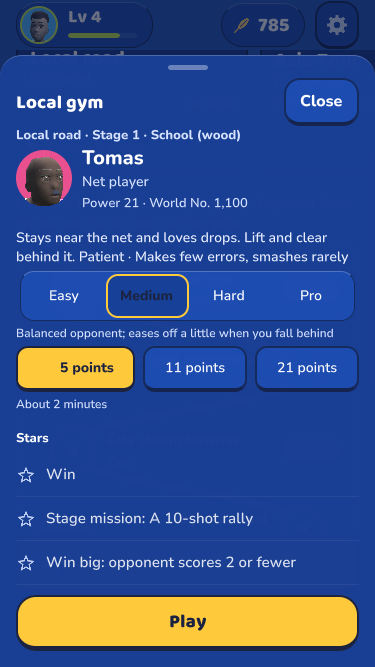 Lv 4
785
Local gym
Close
Local road · Stage 1 · School (wood)
Tomas
Net player
Power 21 · World No. 1,100
Stays near the net and loves drops. Lift and clear
behind it. Patient · Makes few errors, smashes rarely
Easy
Medium
Hard
Pro
Balanced opponent; eases off a little when you fall behind
5 points
11 points
21 points
About 2 minutes
Stars
Win
Stage mission: A 10-shot rally
Win big: opponent scores 2 or fewer
Play